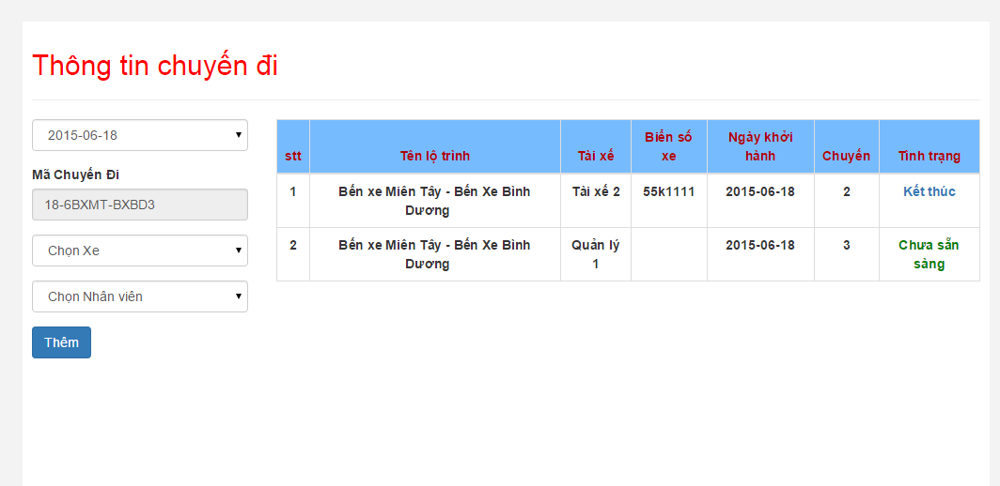 Thông tin chuyến đi
2015-06-18
Mã Chuyến Đi
18-6BXMT-BXBD3
Chọn Xe
Chọn Nhân viên
Thêm
stt Tên lộ trình Tài xế Biển số xe Ngày khởi hành Chuyến Tình trạng
1 Bến xe Miên Tây - Bến Xe Bình Dương Tài xế 2 55k1111 2015-06-18 2 Kết thúc
2 Bến xe Miên Tây - Bến Xe Bình Dương Quản lý 1 2015-06-18 3 Chưa sẵn sàng